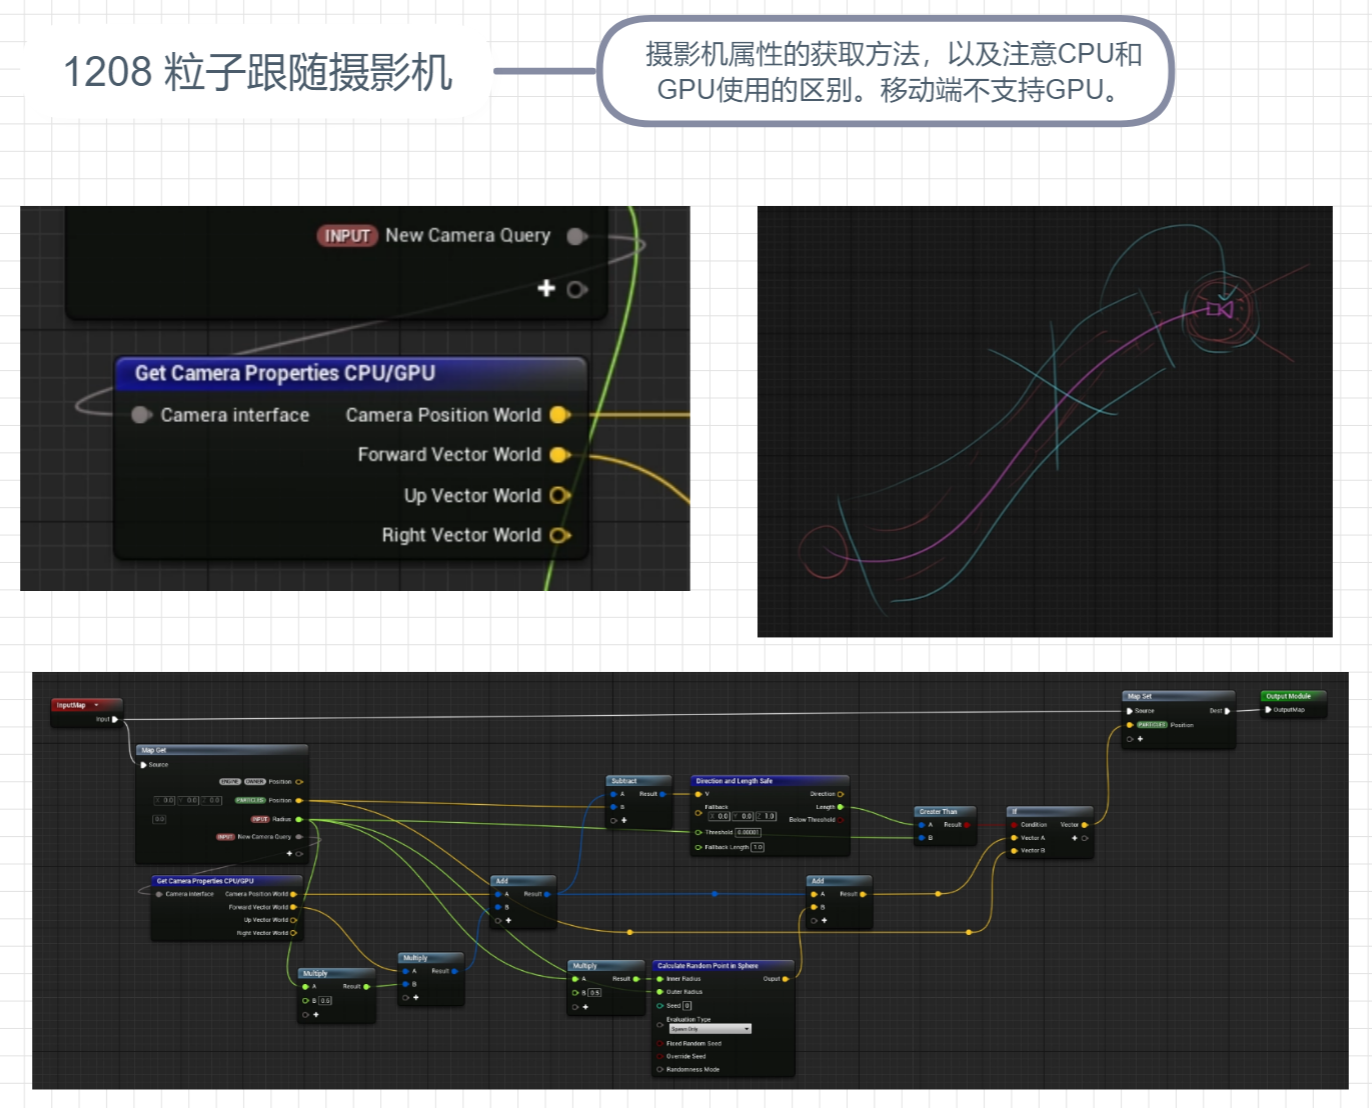 1208 粒子跟随摄影机
摄影机属性的获取方法，以及注意CPU和
GPU使用的区别。移动端不支持GPU。
INPUT New Camera Query
Get Camera Properties CPU/GPU
Camera interface Camera Position World
Forward Vector World
Up Vector World
Right Vector World
InputMap
Input
Map Get
Source
ENGINE OWNER Position
X 0.0 Y 0.0 Z 0.0 PARTICLES Position
0.0 INPUT Radius
INPUT New Camera Query
Get Camera Properties CPU/GPU
Camera interface Camera Position World
Forward Vector World
Up Vector World
Right Vector World
Multiply
A Result
B 0.5
Multiply
A Result
B
Add
A Result
B
Subtract
A Result
B
Direction and Length Safe
V Direction
Fallback Length
X 0.0 Y 0.0 Z 1.0 Below Threshold
Threshold 0.00001
Fallback Length 1.0
Multiply
A Result
B 0.5
Calculate Random Point in Sphere
Inner Radius Ouput
Outer Radius
Seed 0
Evaluation Type
Spawn Only
Fixed Random Seed
Override Seed
Randomness Mode
Add
A Result
B
Greater Than
A Result
B
If
Condition Vector
Vector A
Vector B
Map Set
Source Dest
PARTICLES Position
Output Module
OutputMap